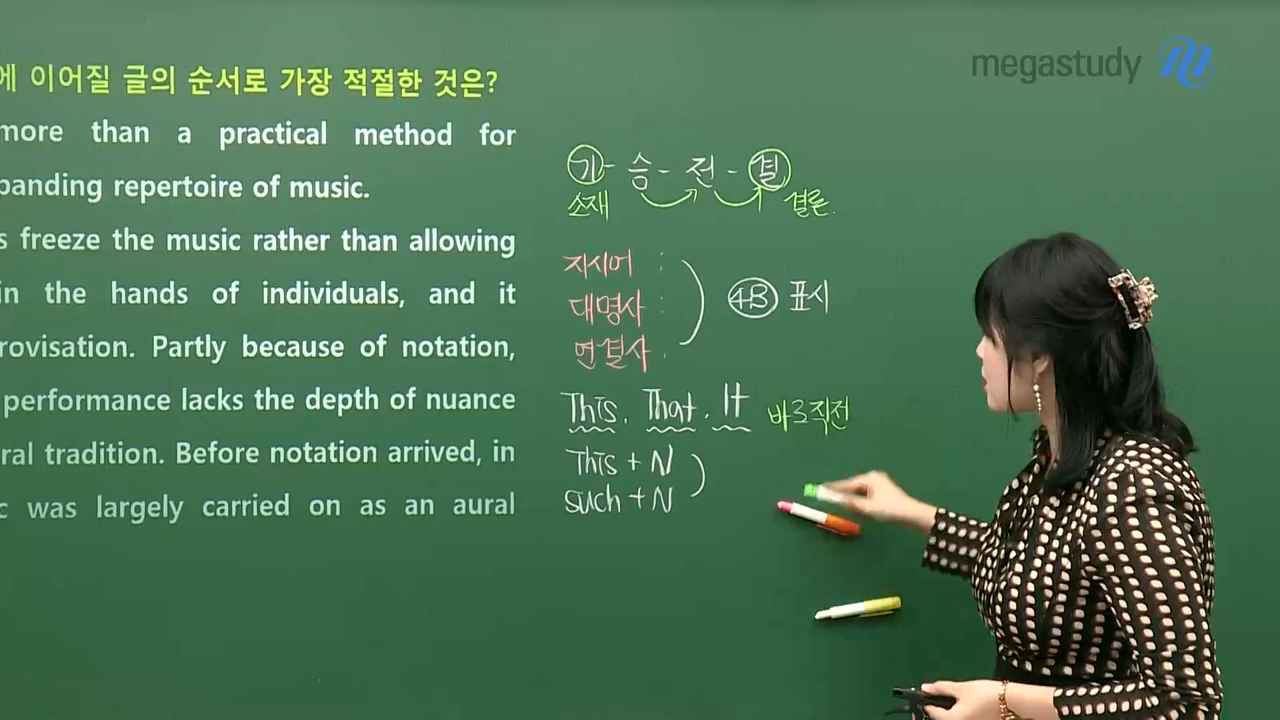 megastudy
에 이어질 글의 순서로 가장 적절한 것은?
more than a practical method for
panding repertoire of music.
s freeze the music rather than allowing
in the hands of individuals, and it
rovisation. Partly because of notation,
performance lacks the depth of nuance
ral tradition. Before notation arrived, in
c was largely carried on as an aural
기 - 승 - 전 - 결
소재 결론.
지시어 :
대명사 : 4B 표시
연결사 .
This. That. It 바로 직전
This + N
such + N